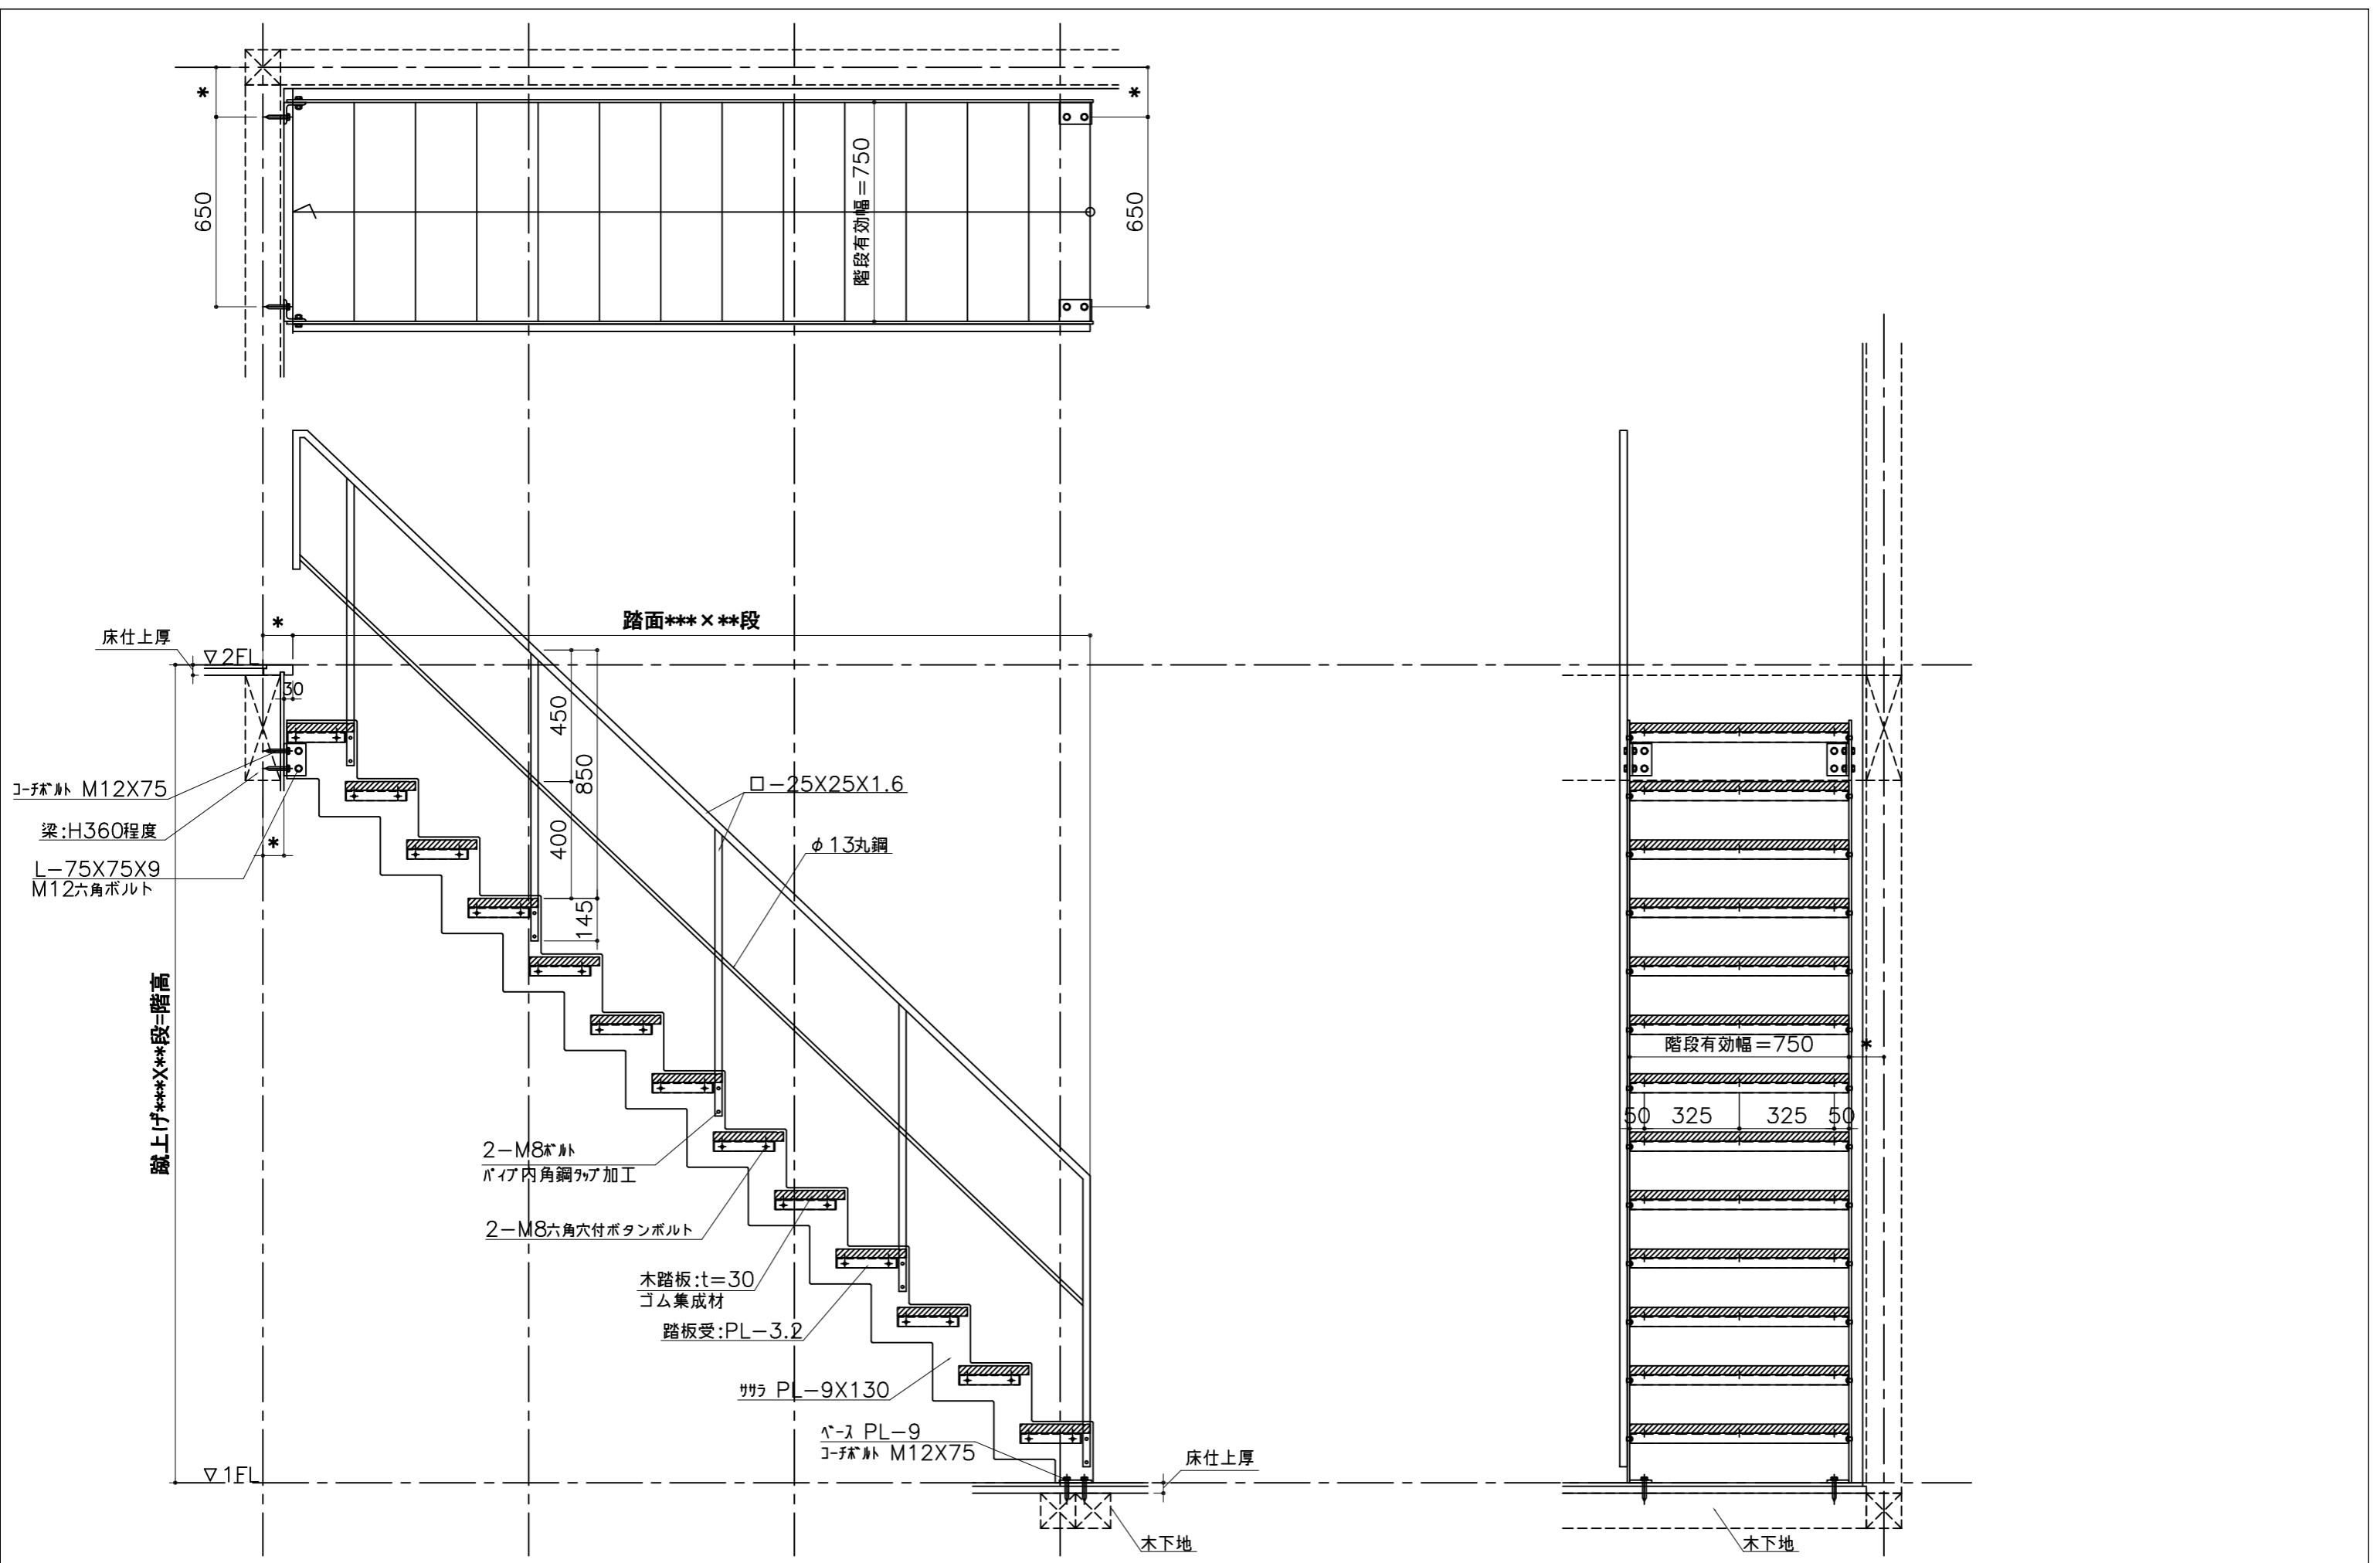 *
*
650
階段有効幅=750
650
踏面***×**段
*
床仕上厚
▽2FL
30
450
850
400
145
コーチボルト M12X75
梁:H360程度
*
L-75X75X9
M12六角ボルト
□-25X25X1.6
φ13丸鋼
蹴上げ***X**段=階高
2-M8ボルト
パイプ内角鋼タップ加工
2-M8六角穴付ボタンボルト
木踏板:t=30
ゴム集成材
踏板受:PL-3.2
ササラ PL-9X130
ベース PL-9
コーチボルト M12X75
▽1FL
床仕上厚
木下地
階段有効幅=750
*
50
325
325
50
木下地